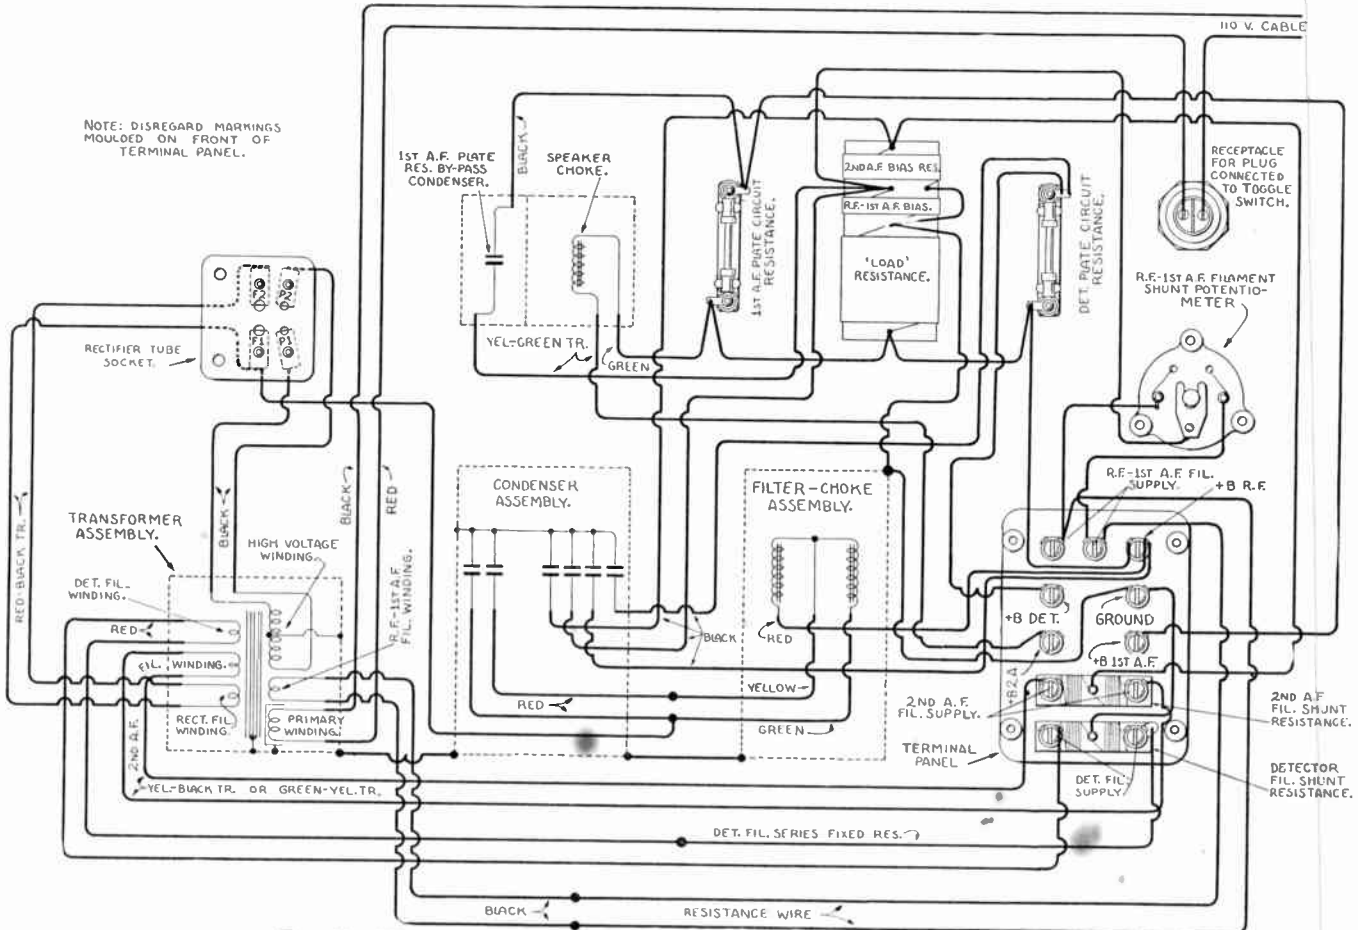 110 V. CABLE
NOTE: DISREGARD MARKINGS
MOULDED ON FRONT OF
TERMINAL PANEL.
1ST A.F. PLATE
RES. BY-PASS
CONDENSER.
SPEAKER
CHOKE.
BLACK
2ND A.F. BIAS RES.
R.F.-1ST A.F. BIAS.
"LOAD"
RESISTANCE.
1ST A.F. PLATE CIRCUIT
RESISTANCE.
DET. PLATE CIRCUIT
RESISTANCE.
RECEPTACLE
FOR PLUG
CONNECTED
TO TOGGLE
SWITCH.
R.F.-1ST A.F. FILAMENT
SHUNT POTENTIO-
METER
F2
P2
F1
P1
RECTIFIER TUBE
SOCKET.
YEL-GREEN TR.
GREEN
RED-BLACK TR.
BLACK
BLACK
RED
TRANSFORMER
ASSEMBLY.
HIGH VOLTAGE
WINDING.
DET. FIL.
WINDING.
RED
FIL. WINDING.
RECT. FIL.
WINDING.
PRIMARY
WINDING.
2ND A.F.
R.F.-1ST A.F.
FIL. WINDING.
CONDENSER
ASSEMBLY.
FILTER-CHOKE
ASSEMBLY.
BLACK
RED
YELLOW
RED
GREEN
R.F.-1ST A.F. FIL.
SUPPLY.
+B R.F.
+B DET.
GROUND
+B 1ST A.F.
+B2A
2ND A.F.
FIL. SUPPLY.
TERMINAL
PANEL
DET. FIL.
SUPPLY
2ND A.F
FIL. SHUNT
RESISTANCE.
DETECTOR
FIL. SHUNT
RESISTANCE.
YEL-BLACK TR. OR GREEN-YEL. TR.
DET. FIL. SERIES FIXED RES.
BLACK
RESISTANCE WIRE